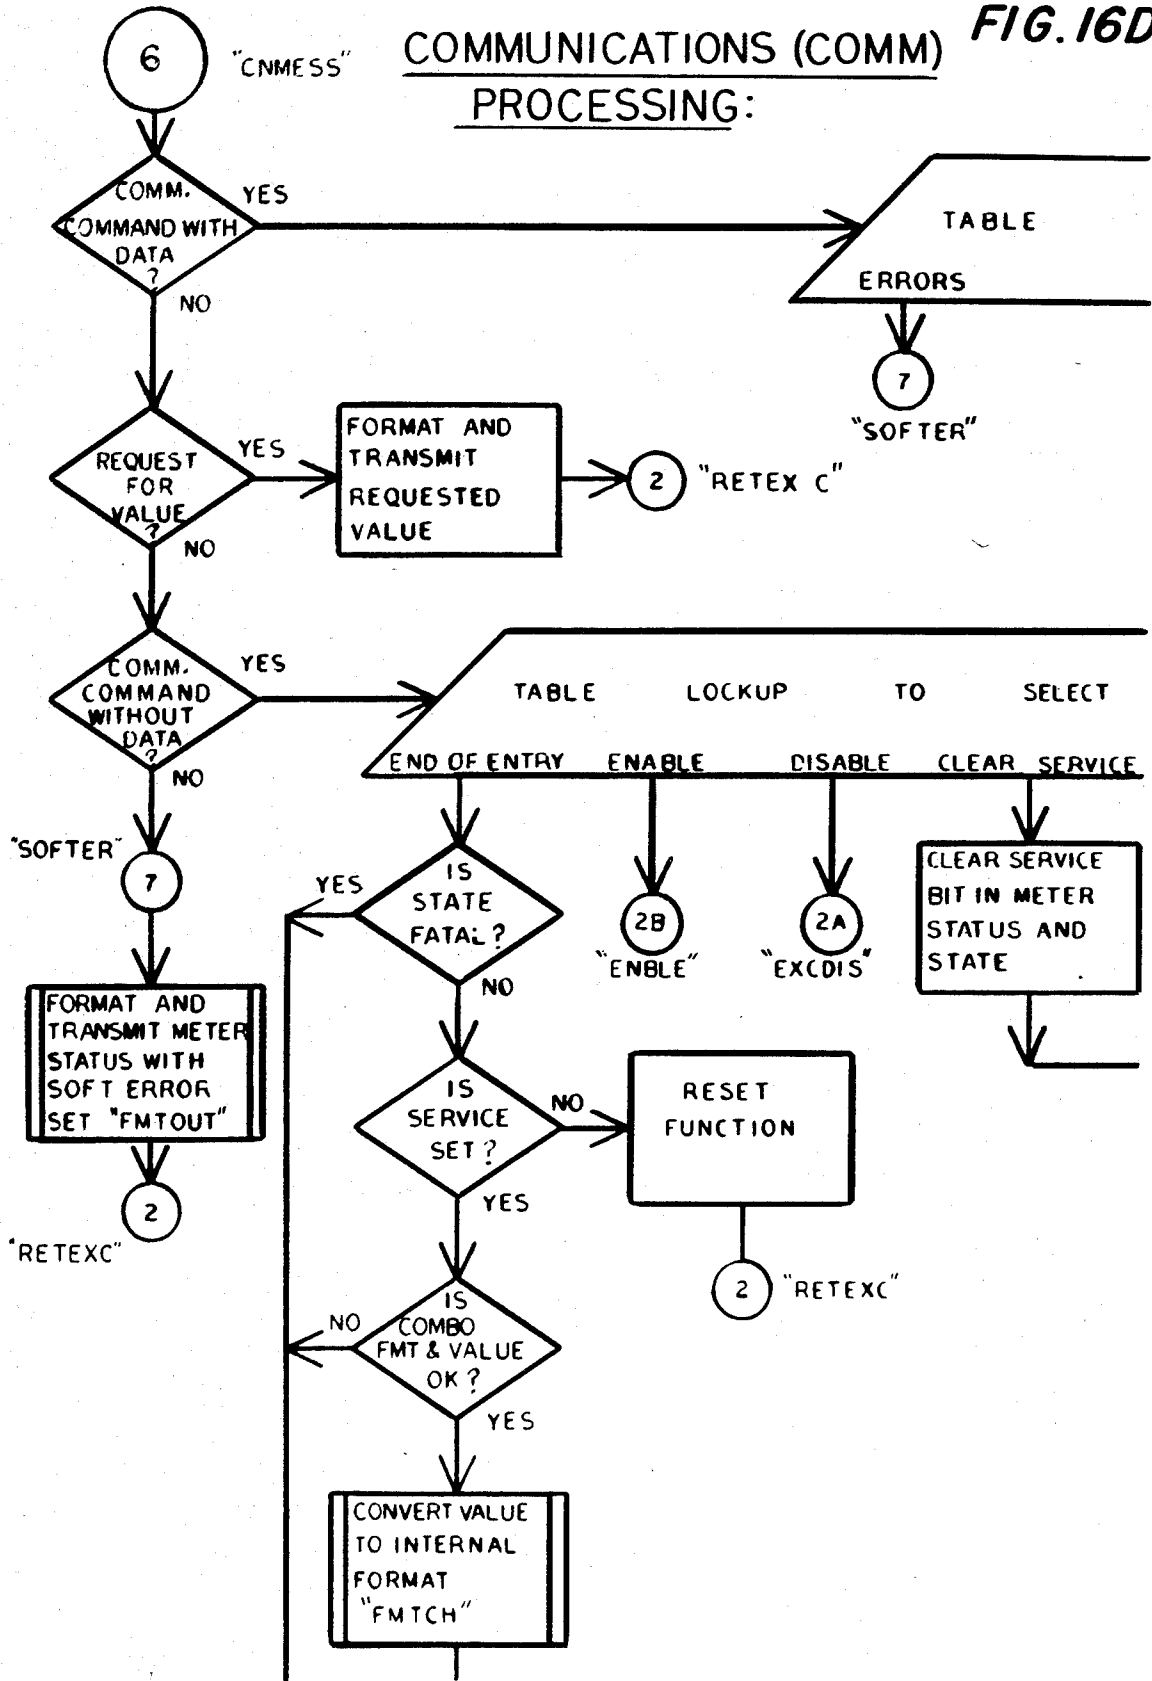 FIG. 16D
COMMUNICATIONS (COMM)
PROCESSING:
6
"CNMESS"
COMM.
COMMAND WITH
DATA
?
YES
NO
TABLE
ERRORS
7
"SOFTER"
REQUEST
FOR
VALUE
?
YES
NO
FORMAT AND
TRANSMIT
REQUESTED
VALUE
2
"RETEX C"
COMM.
COMMAND
WITHOUT
DATA
?
YES
NO
TABLE LOCKUP TO SELECT
END OF ENTRY ENABLE DISABLE CLEAR SERVICE
"SOFTER"
7
FORMAT AND
TRANSMIT METER
STATUS WITH
SOFT ERROR
SET "FMTOUT"
2
"RETEXC"
IS
STATE
FATAL?
YES
NO
2B
"ENBLE"
2A
"EXCDIS"
CLEAR SERVICE
BIT IN METER
STATUS AND
STATE
IS
SERVICE
SET?
NO
YES
RESET
FUNCTION
2
"RETEXC"
IS
COMBO
FMT & VALUE
OK?
NO
YES
CONVERT VALUE
TO INTERNAL
FORMAT
"FMTCH"